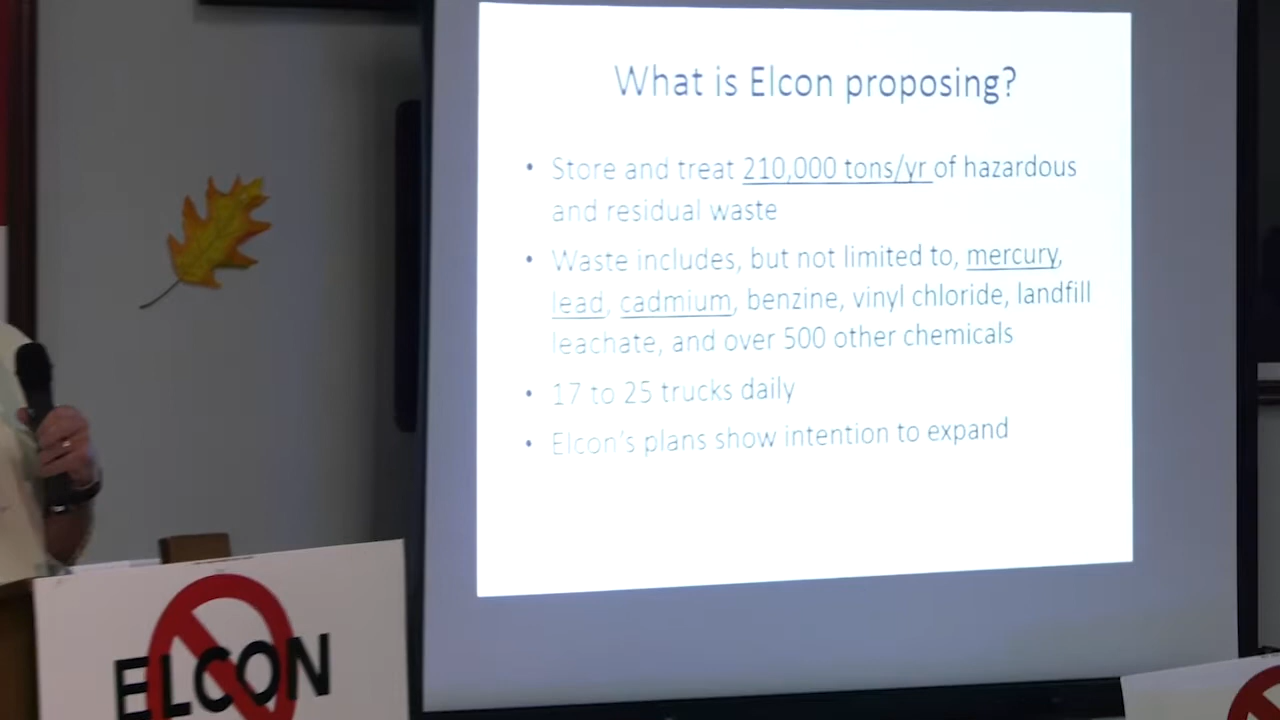 What is Elcon proposing?
• Store and treat 210,000 tons/yr of hazardous
and residual waste
• Waste includes, but not limited to, mercury,
lead, cadmium, benzine, vinyl chloride, landfill
leachate, and over 500 other chemicals
• 17 to 25 trucks daily
• Elcon's plans show intention to expand
ELCON